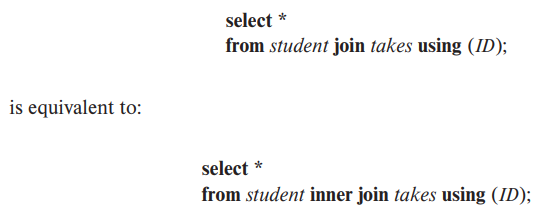 select *
from student join takes using (ID);
is equivalent to:
select *
from student inner join takes using (ID);